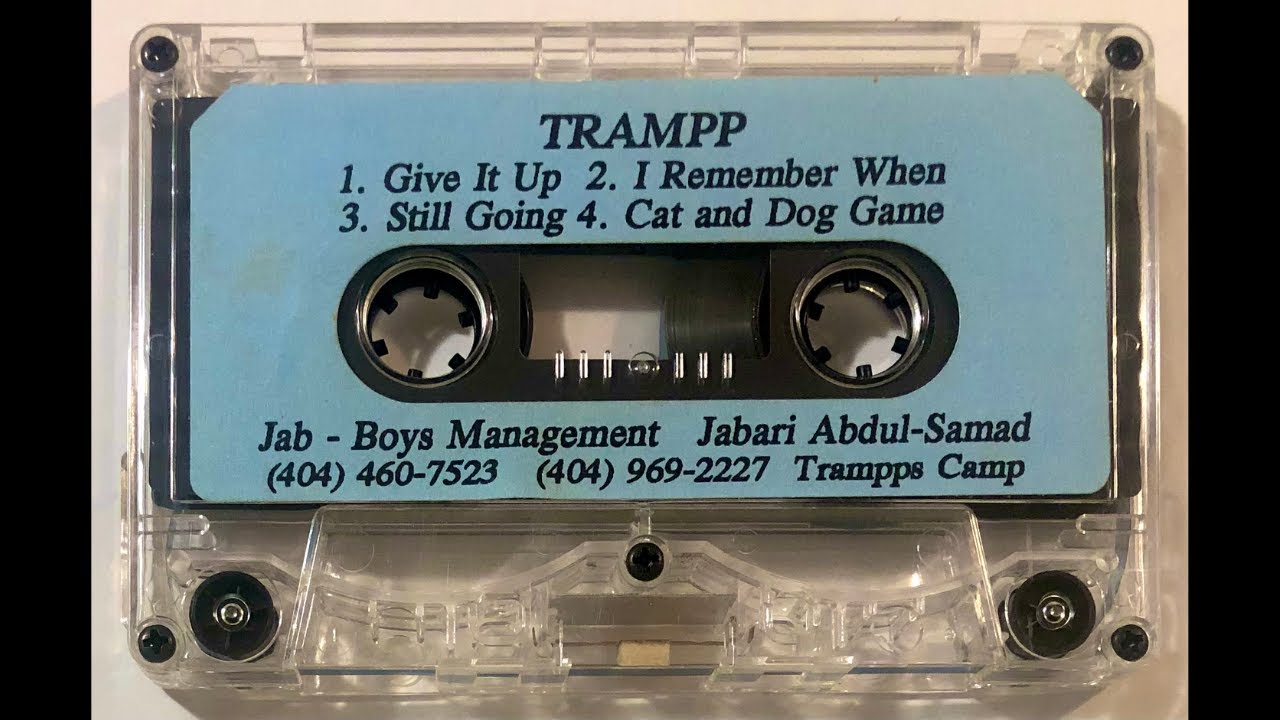 TRAMPP
1. Give It Up 2. I Remember When
3. Still Going 4. Cat and Dog Game
Jab - Boys Management Jabari Abdul-Samad
(404) 460-7523 (404) 969-2227 Trampps Camp